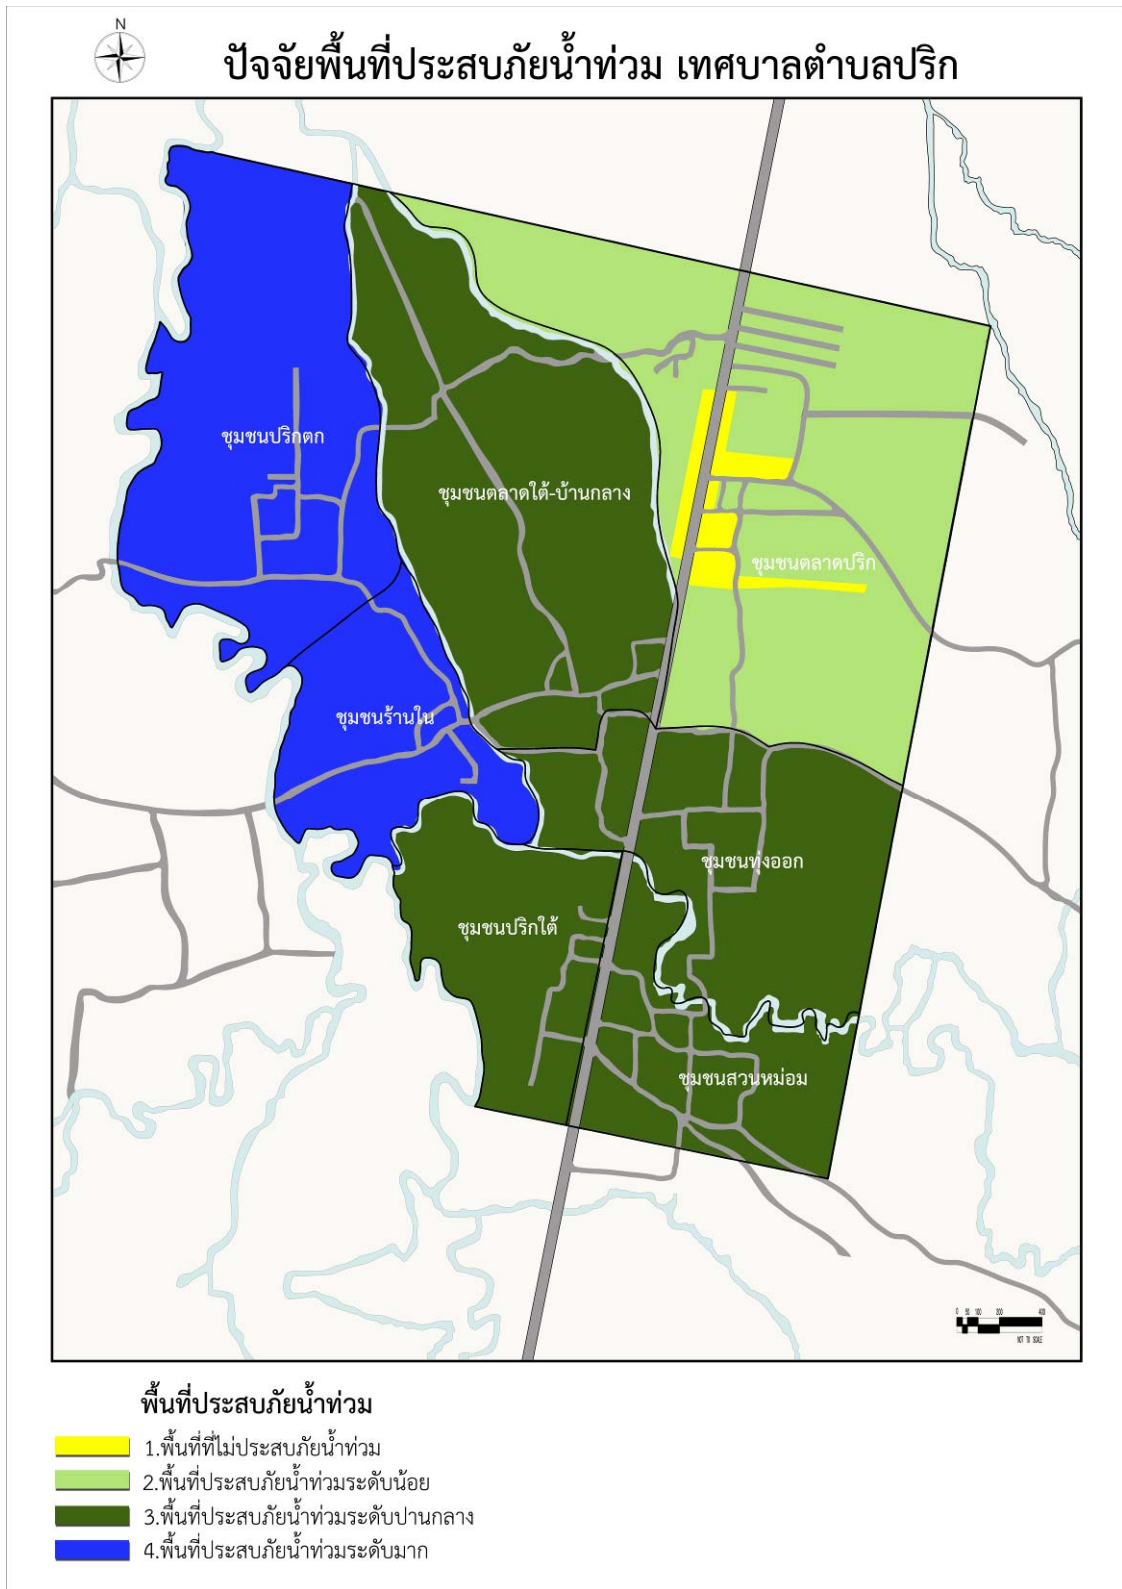 N
ปัจจัยพื้นที่ประสบภัยน้ำท่วม เทศบาลตำบลปริก
ชุมชนปริกตก
ชุมชนตลาดใต้-บ้านกลาง
ชุมชนตลาดปริก
ชุมชนร้านใน
ชุมชนทุ่งออก
ชุมชนปริกใต้
ชุมชนสวนหม่อม
0 50 100 200 400
NOT TO SCALE
พื้นที่ประสบภัยน้ำท่วม
1.พื้นที่ที่ไม่ประสบภัยน้ำท่วม
2.พื้นที่ประสบภัยน้ำท่วมระดับน้อย
3.พื้นที่ประสบภัยน้ำท่วมระดับปานกลาง
4.พื้นที่ประสบภัยน้ำท่วมระดับมาก